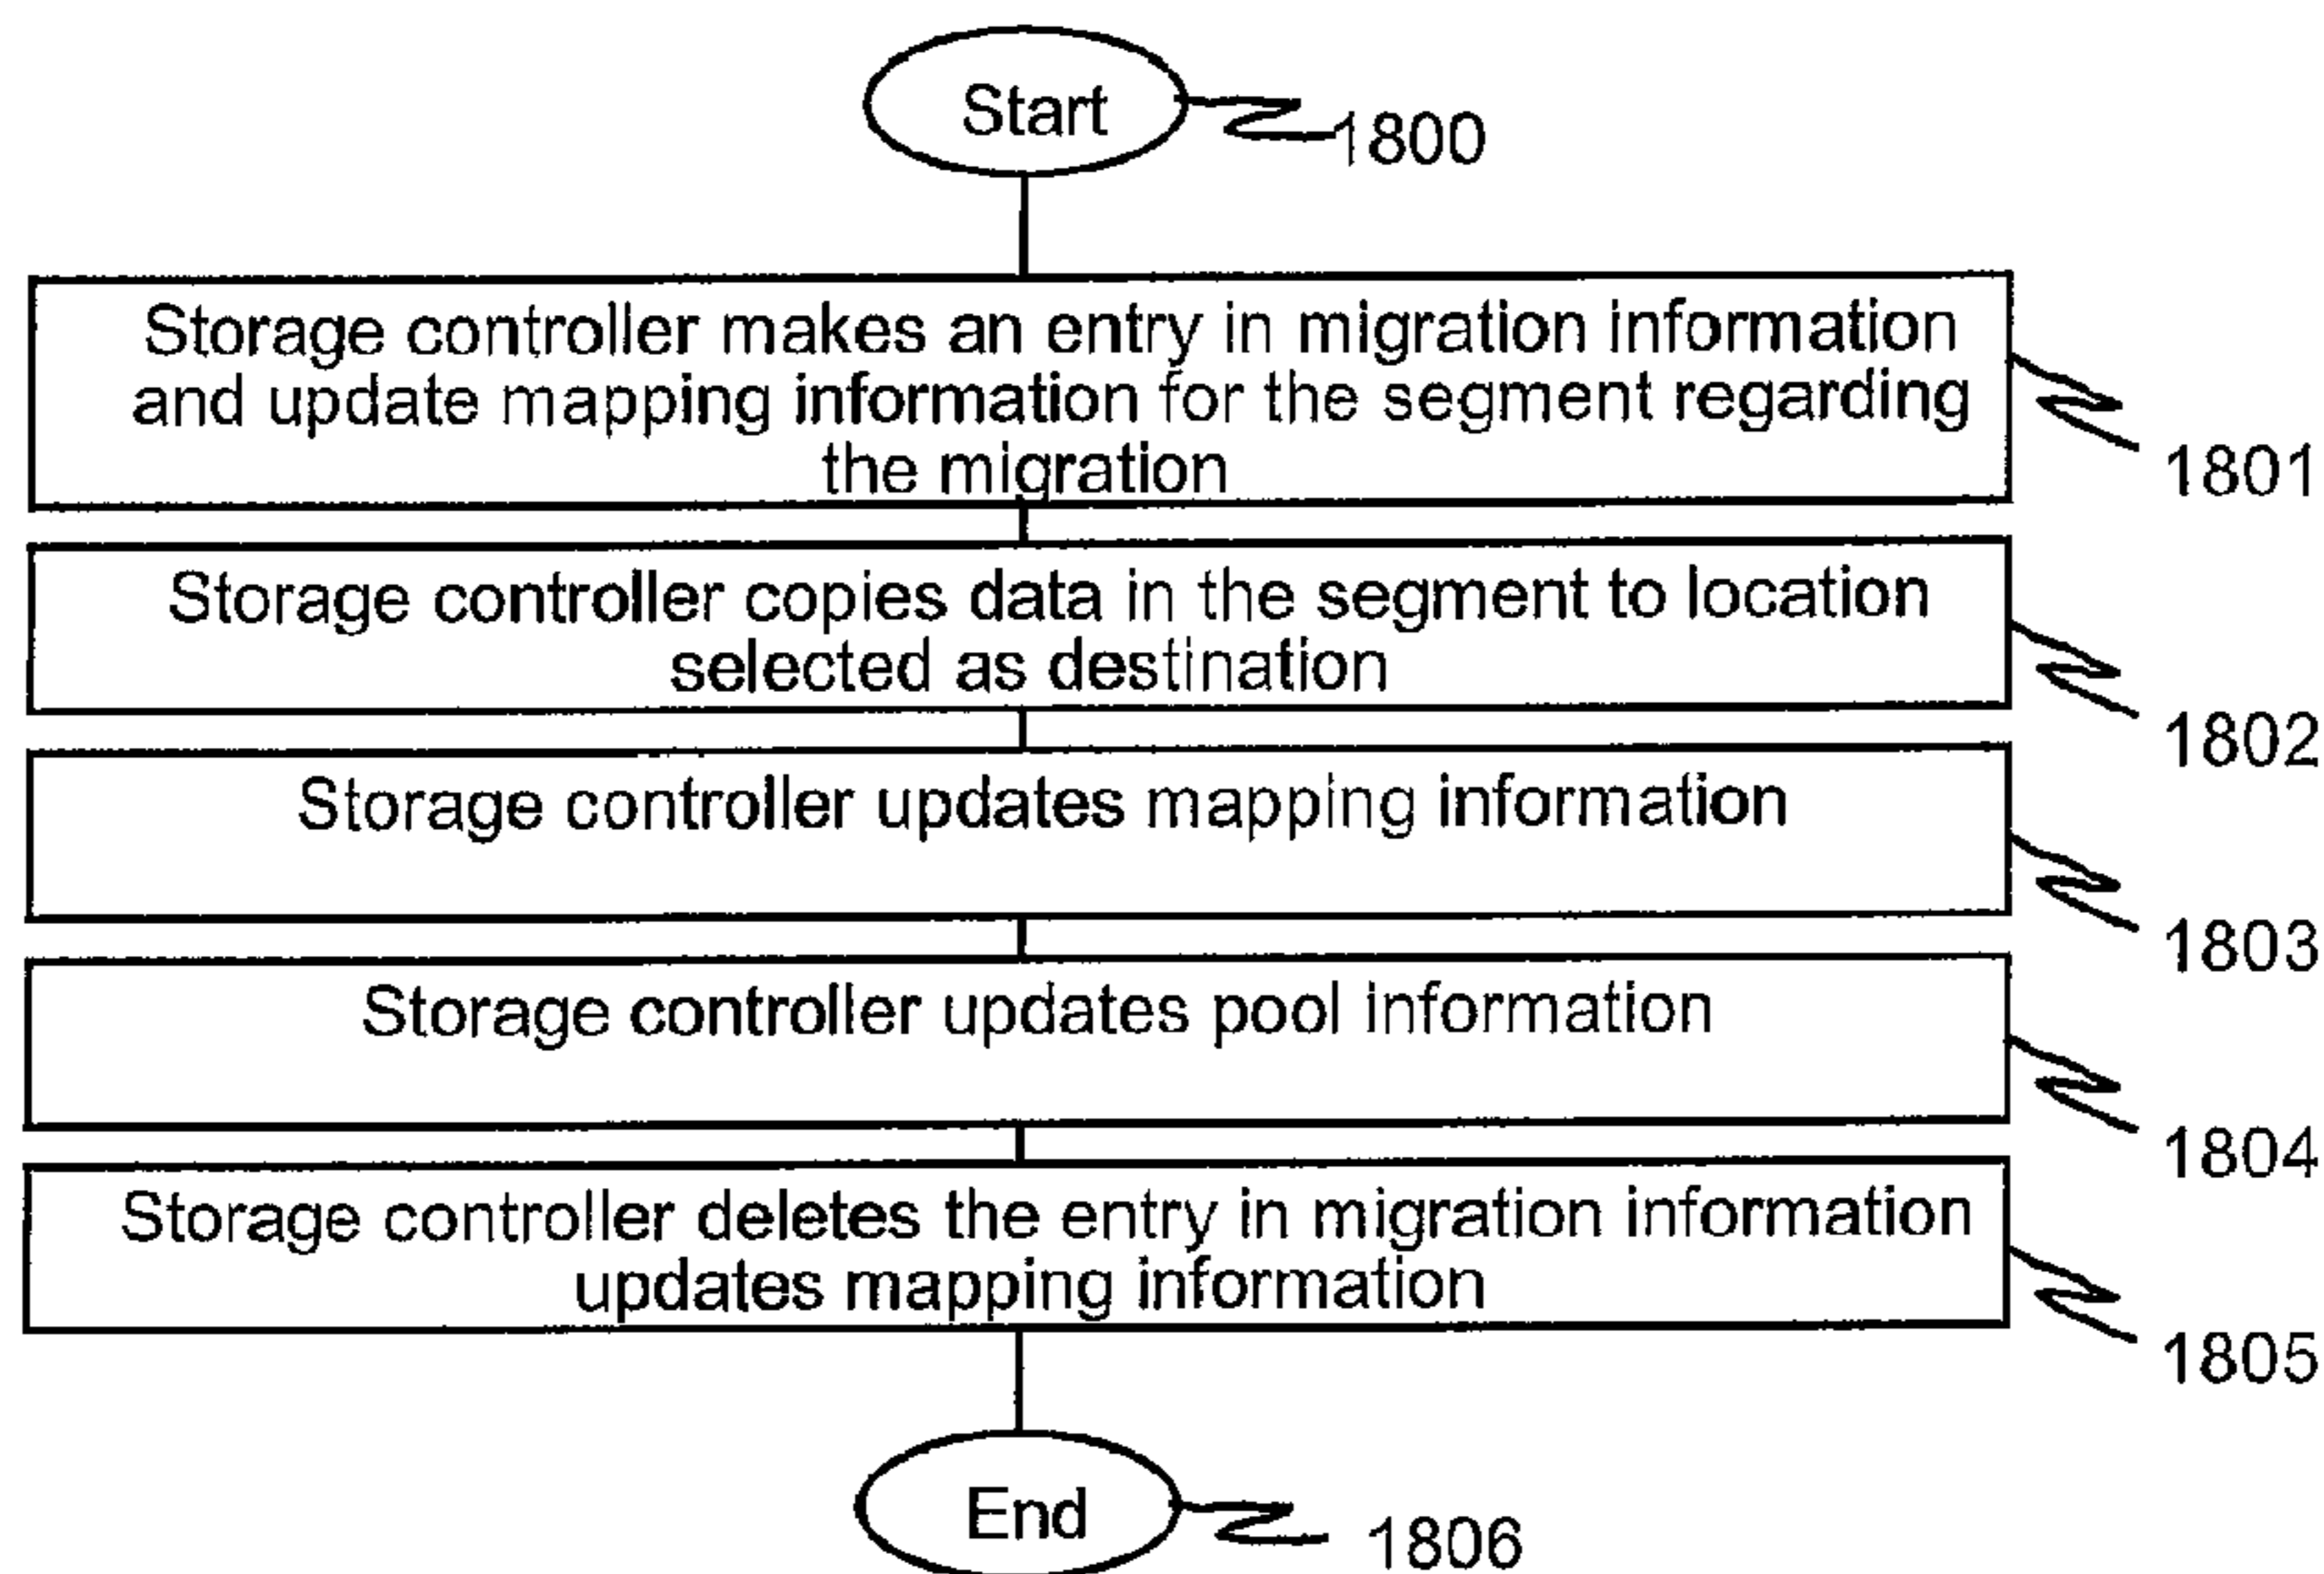 Start
1800
Storage controller makes an entry in migration information
and update mapping information for the segment regarding
the migration
1801
Storage controller copies data in the segment to location
selected as destination
1802
Storage controller updates mapping information
1803
Storage controller updates pool information
1804
Storage controller deletes the entry in migration information
updates mapping information
1805
End
1806